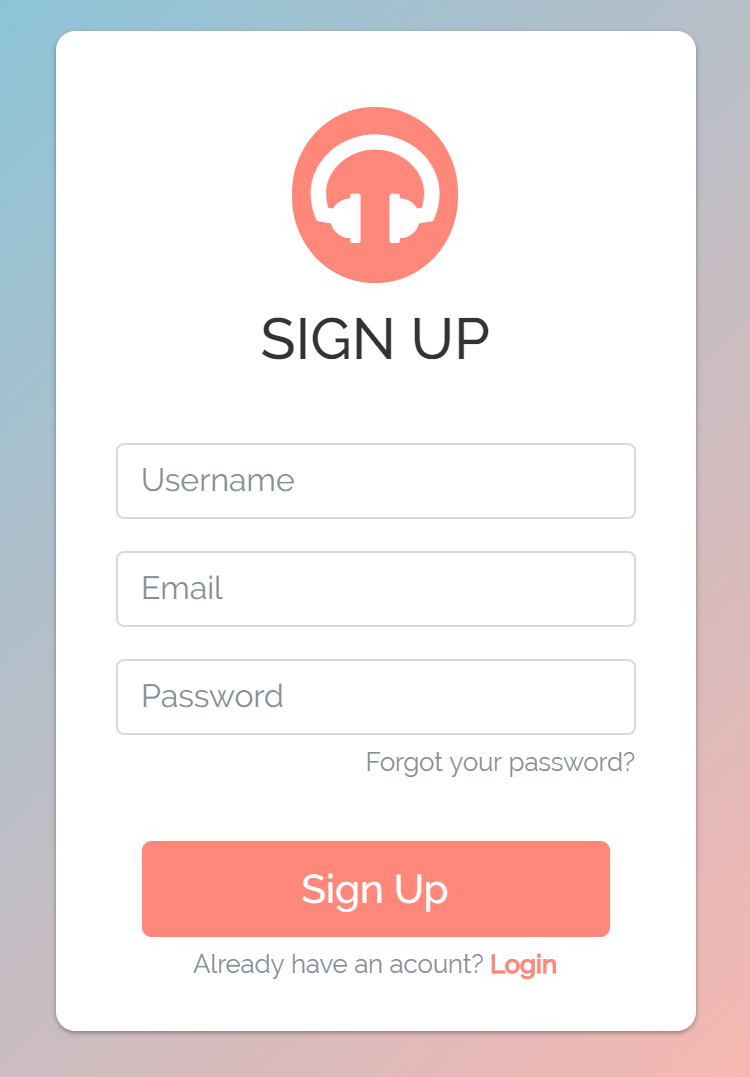 SIGN UP
Username
Email
Password
Forgot your password?
Sign Up
Already have an acount? Login